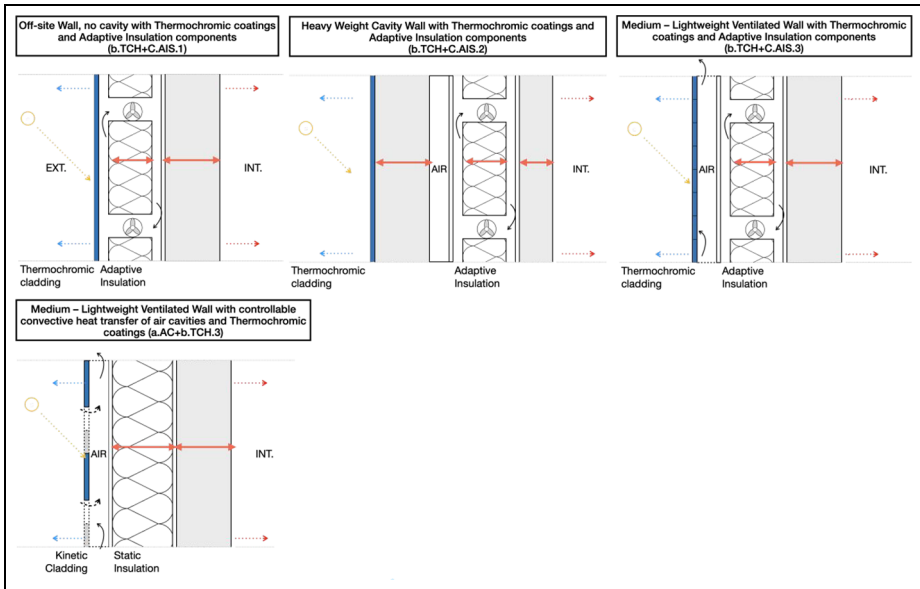 Off-site Wall, no cavity with Thermochromic coatings
and Adaptive Insulation components
(b.TCH+C.AIS.1)
EXT.
INT.
Thermochromic
cladding
Adaptive
Insulation
Heavy Weight Cavity Wall with Thermochromic coatings and
Adaptive Insulation components
(b.TCH+C.AIS.2)
AIR
INT.
Thermochromic
cladding
Adaptive
Insulation
Medium – Lightweight Ventilated Wall with Thermochromic
coatings and Adaptive Insulation components
(b.TCH+C.AIS.3)
AIR
INT.
Thermochromic
cladding
Adaptive
Insulation
Medium – Lightweight Ventilated Wall with controllable
convective heat transfer of air cavities and Thermochromic
coatings (a.AC+b.TCH.3)
AIR
INT.
Kinetic
Cladding
Static
Insulation